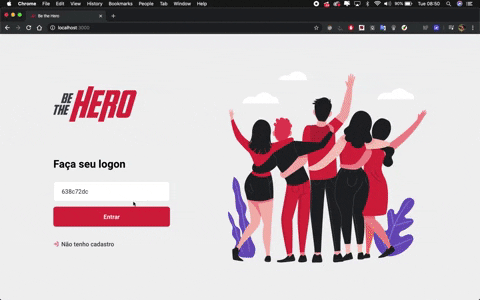 Chrome File Edit View History Bookmarks People Tab Window Help
90% Tue 08:50
Be the Hero
localhost:3000
BE THE HERO
Faça seu logon
638c72dc
Entrar
Não tenho cadastro